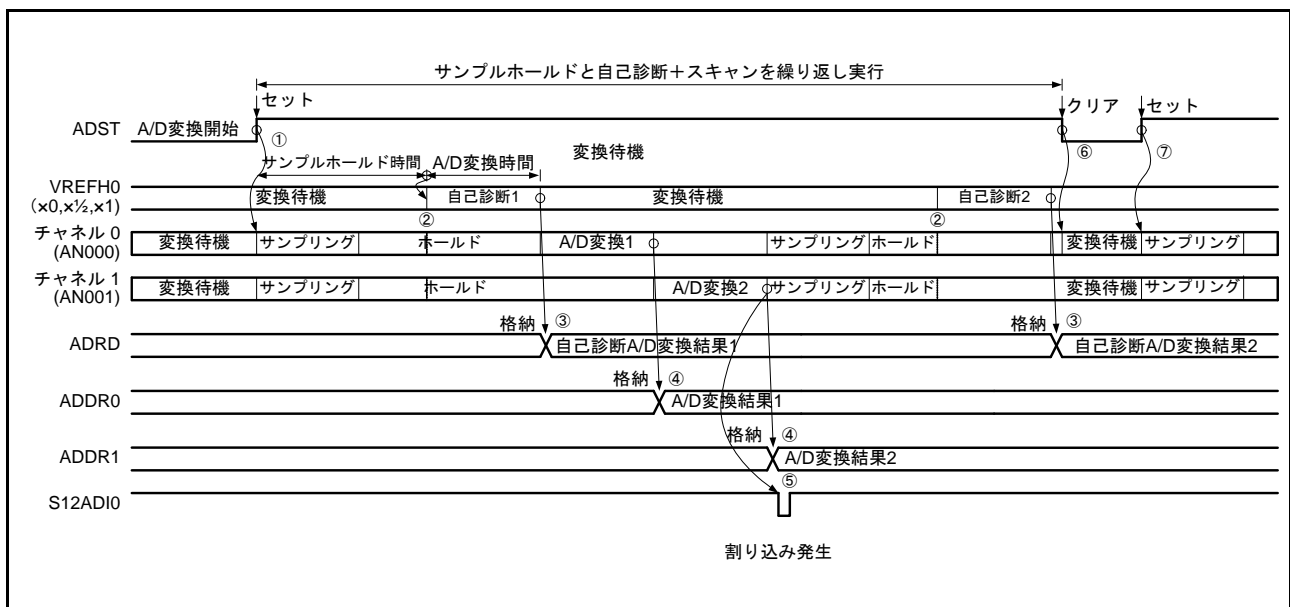 サンプルホールドと自己診断+スキャンを繰り返し実行
セット
クリア
セット
ADST
A/D変換開始
①
⑥
⑦
変換待機
サンプルホールド時間
A/D変換時間
VREFH0
(×0,×½,×1)
変換待機
自己診断1
変換待機
自己診断2
②
②
チャネル 0
(AN000)
変換待機
サンプリング
ホールド
A/D変換1
サンプリング
ホールド
変換待機
サンプリング
チャネル 1
(AN001)
変換待機
サンプリング
ホールド
A/D変換2
サンプリング
ホールド
変換待機
サンプリング
格納
③
格納
③
ADRD
自己診断A/D変換結果1
自己診断A/D変換結果2
格納
④
ADDR0
A/D変換結果1
格納
④
ADDR1
A/D変換結果2
⑤
S12ADI0
割り込み発生